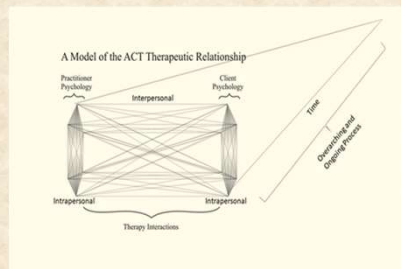 A Model of the ACT Therapeutic Relationship
Practitioner
Psychology
Client
Psychology
Interpersonal
Time
Overarching and
Ongoing Process
Intrapersonal
Intrapersonal
Therapy Interactions